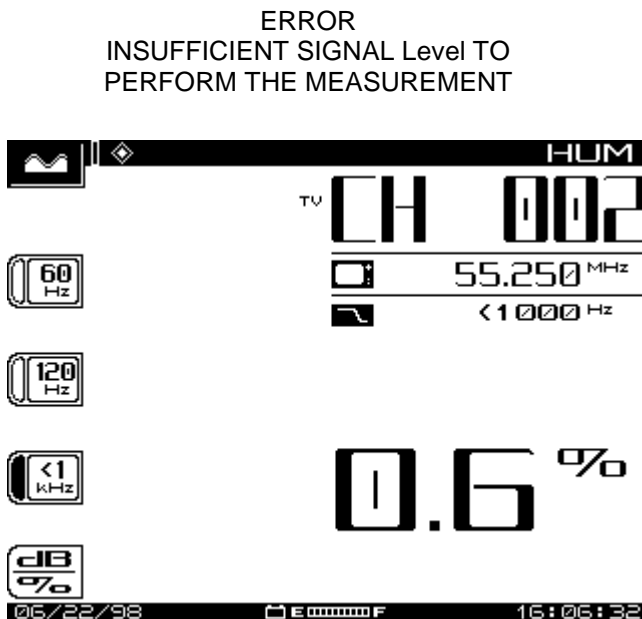 ERROR
INSUFFICIENT SIGNAL Level TO
PERFORM THE MEASUREMENT
HUM
TV CH 002
60 Hz
55.250 MHz
<1000 Hz
120 Hz
<1 kHz
0.6 %
dB
%
06/22/98 E F 16:06:32